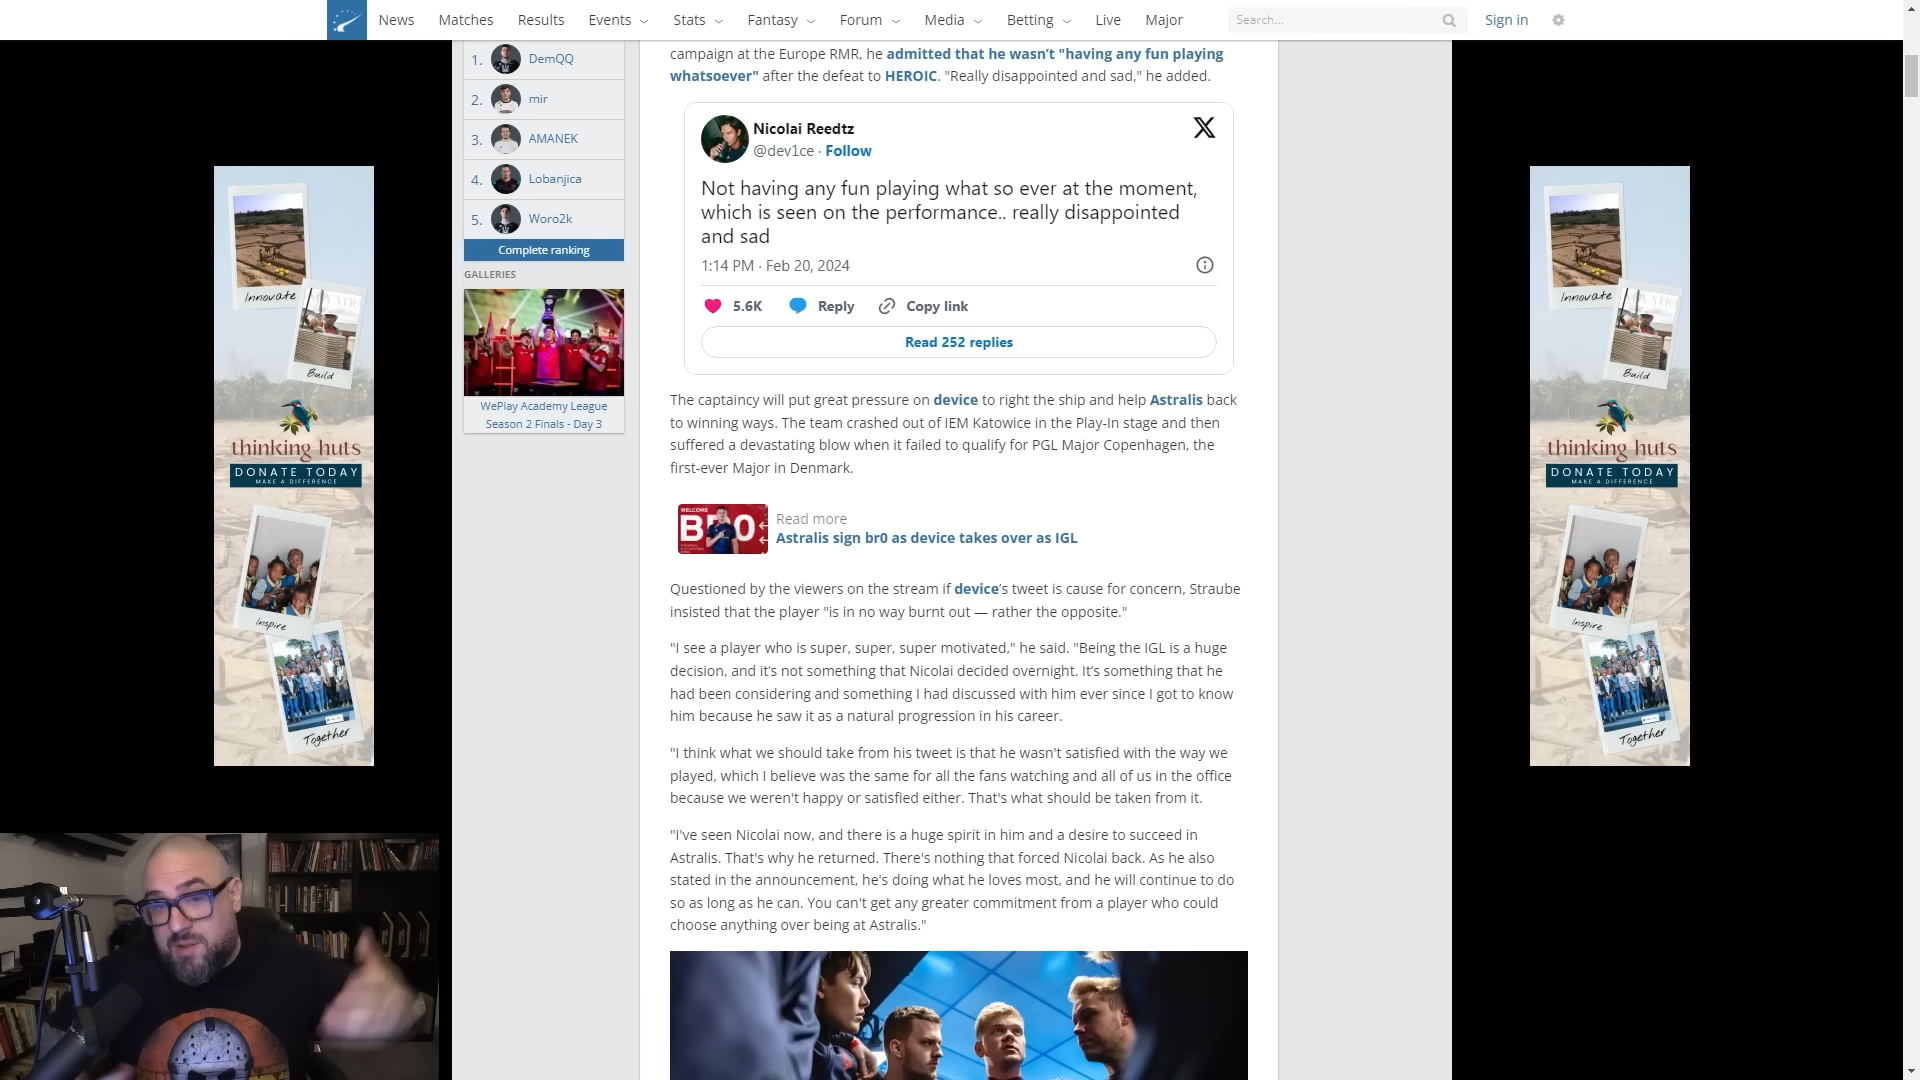 News
Matches
Results
Events
Stats
Fantasy
Forum
Media
Betting
Live
Major
Search...
Sign in
1. DemQQ
2. mir
3. AMANEK
4. Lobanjica
5. Woro2k
Complete ranking
GALLERIES
WePlay Academy League
Season 2 Finals - Day 3
campaign at the Europe RMR, he admitted that he wasn't "having any fun playing
whatsoever" after the defeat to HEROIC. "Really disappointed and sad," he added.
Nicolai Reedtz
@dev1ce · Follow
Not having any fun playing what so ever at the moment,
which is seen on the performance.. really disappointed
and sad
1:14 PM · Feb 20, 2024
5.6K
Reply
Copy link
Read 252 replies
The captaincy will put great pressure on device to right the ship and help Astralis back
to winning ways. The team crashed out of IEM Katowice in the Play-In stage and then
suffered a devastating blow when it failed to qualify for PGL Major Copenhagen, the
first-ever Major in Denmark.
WELCOME
BR0
Read more
Astralis sign br0 as device takes over as IGL
Questioned by the viewers on the stream if device's tweet is cause for concern, Straube
insisted that the player "is in no way burnt out — rather the opposite."
"I see a player who is super, super, super motivated," he said. "Being the IGL is a huge
decision, and it's not something that Nicolai decided overnight. It's something that he
had been considering and something I had discussed with him ever since I got to know
him because he saw it as a natural progression in his career.
"I think what we should take from his tweet is that he wasn't satisfied with the way we
played, which I believe was the same for all the fans watching and all of us in the office
because we weren't happy or satisfied either. That's what should be taken from it.
"I've seen Nicolai now, and there is a huge spirit in him and a desire to succeed in
Astralis. That's why he returned. There's nothing that forced Nicolai back. As he also
stated in the announcement, he's doing what he loves most, and he will continue to do
so as long as he can. You can't get any greater commitment from a player who could
choose anything over being at Astralis."
Innovate
Build
thinking huts
DONATE TODAY
MAKE A DIFFERENCE
Inspire
Together
Innovate
Build
thinking huts
DONATE TODAY
MAKE A DIFFERENCE
Inspire
Together